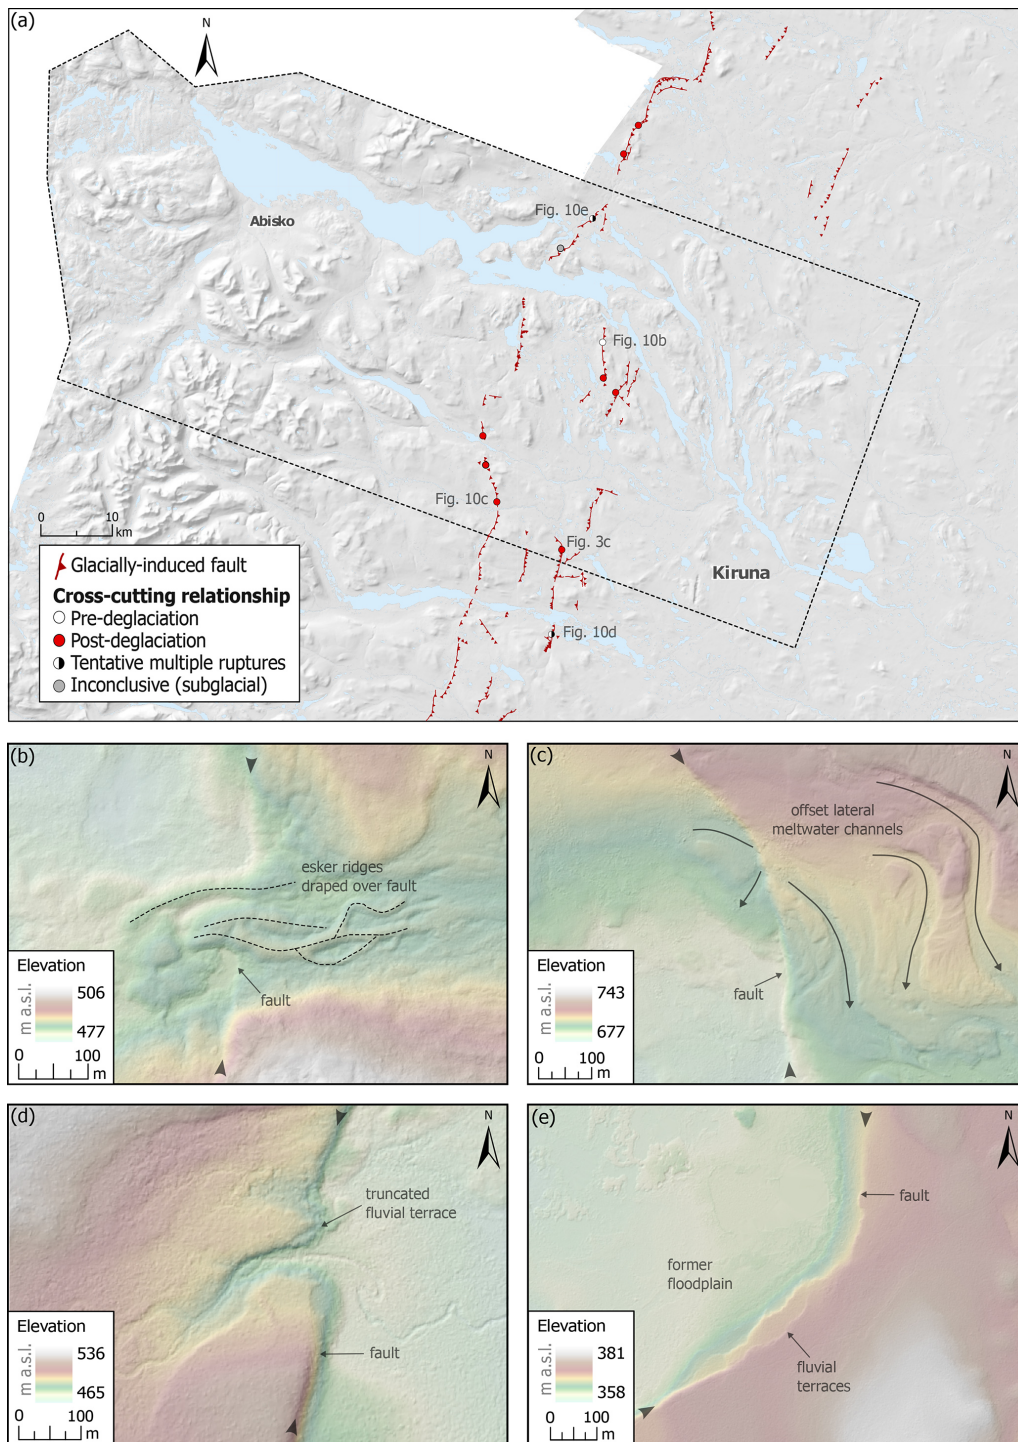 (a)
N
Abisko
Fig. 10e
Fig. 10b
Fig. 10c
Fig. 3c
Kiruna
Fig. 10d
0 10
km
Glacially-induced fault
Cross-cutting relationship
Pre-deglaciation
Post-deglaciation
Tentative multiple ruptures
Inconclusive (subglacial)
(b)
N
esker ridges
draped over fault
fault
Elevation
m a.s.l.
506
477
0 100
m
(c)
N
offset lateral
meltwater channels
fault
Elevation
m a.s.l.
743
677
0 100
m
(d)
N
truncated
fluvial terrace
fault
Elevation
m a.s.l.
536
465
0 100
m
(e)
N
fault
former
floodplain
fluvial
terraces
Elevation
m a.s.l.
381
358
0 100
m